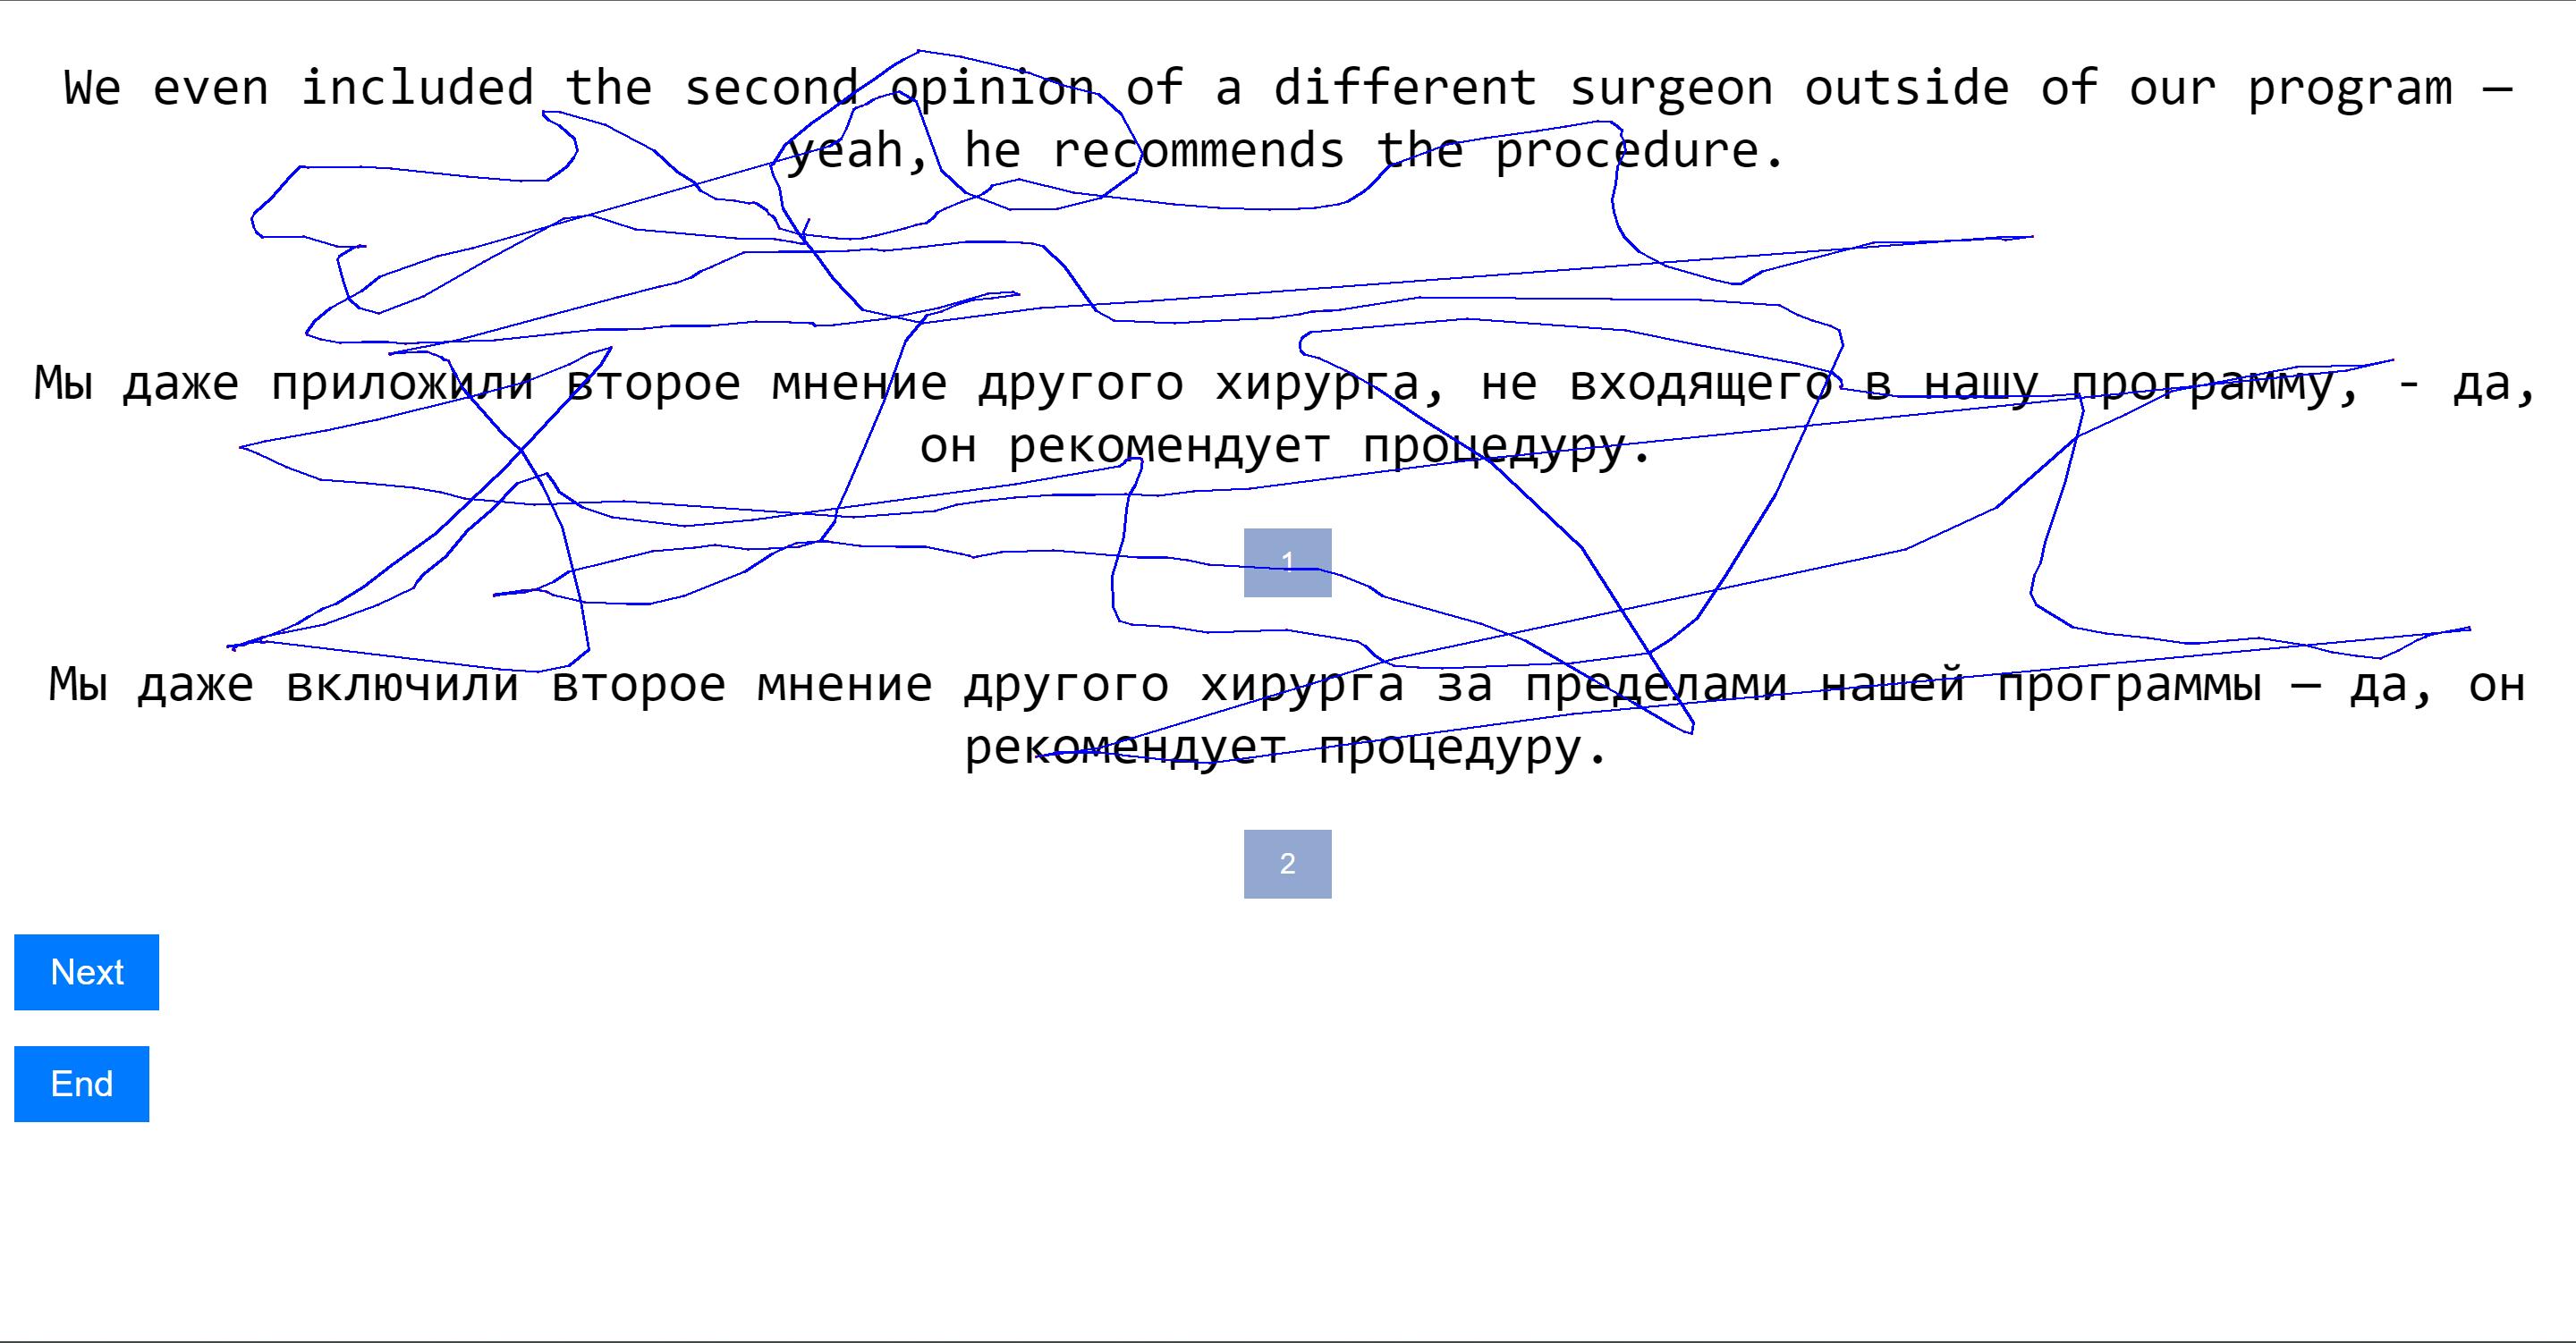 We even included the second opinion of a different surgeon outside of our program —
yeah, he recommends the procedure.
Мы даже приложили второе мнение другого хирурга, не входящего в нашу программу, - да,
он рекомендует процедуру.
1
Мы даже включили второе мнение другого хирурга за пределами нашей программы — да, он
рекомендует процедуру.
2
Next
End